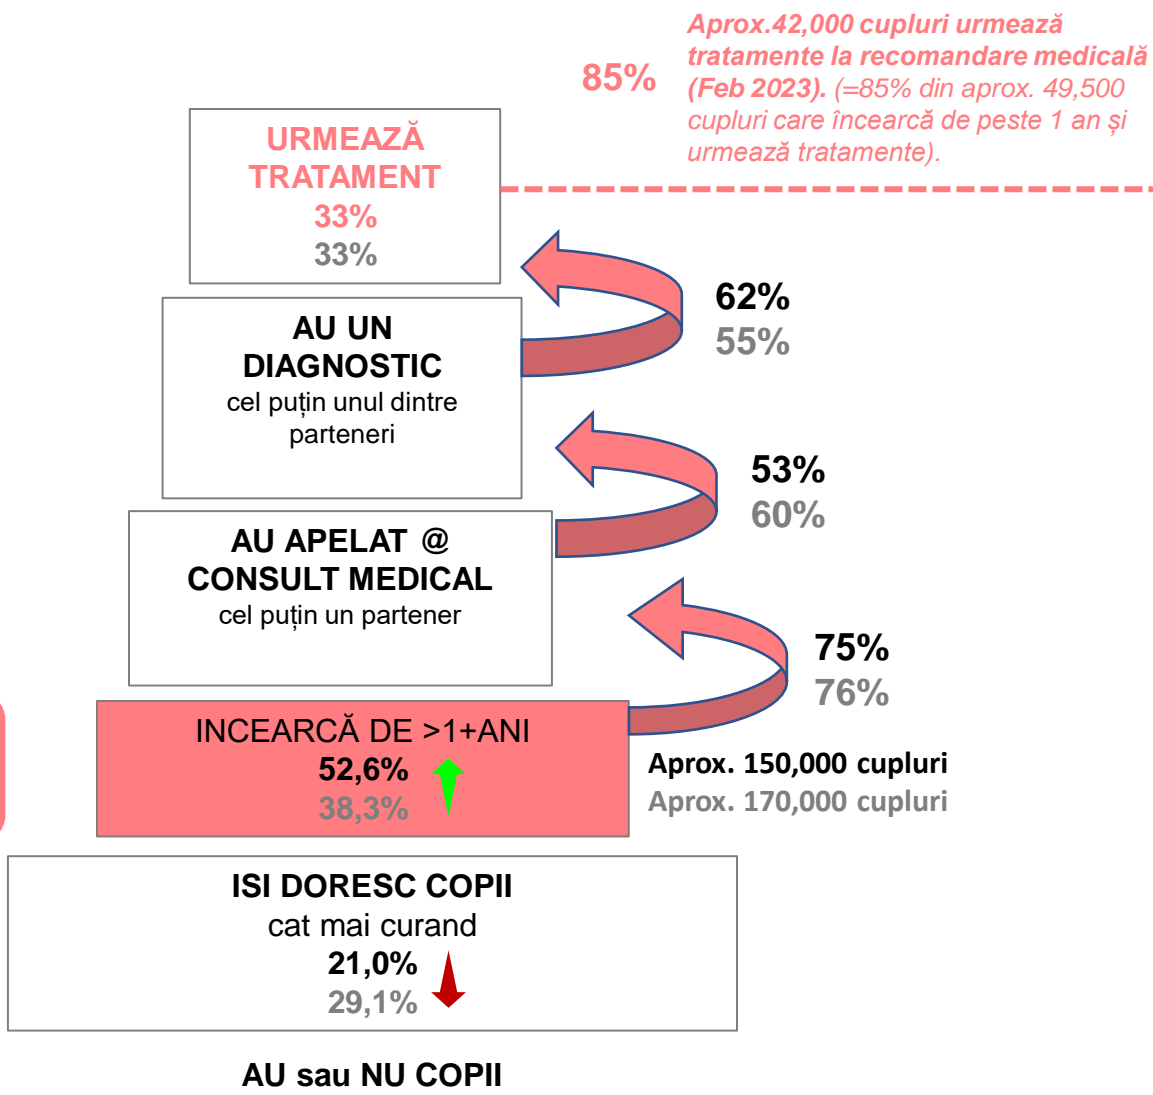 Aprox.42,000 cupluri urmează
tratamente la recomandare medicală
(Feb 2023). (=85% din aprox. 49,500
cupluri care încearcă de peste 1 an și
urmează tratamente).
85%
URMEAZĂ
TRATAMENT
33%
33%
62%
55%
AU UN
DIAGNOSTIC
cel puțin unul dintre
parteneri
53%
60%
AU APELAT @
CONSULT MEDICAL
cel puțin un partener
75%
76%
INCEARCĂ DE >1+ANI
52,6%
38,3%
Aprox. 150,000 cupluri
Aprox. 170,000 cupluri
ISI DORESC COPII
cat mai curand
21,0%
29,1%
AU sau NU COPII